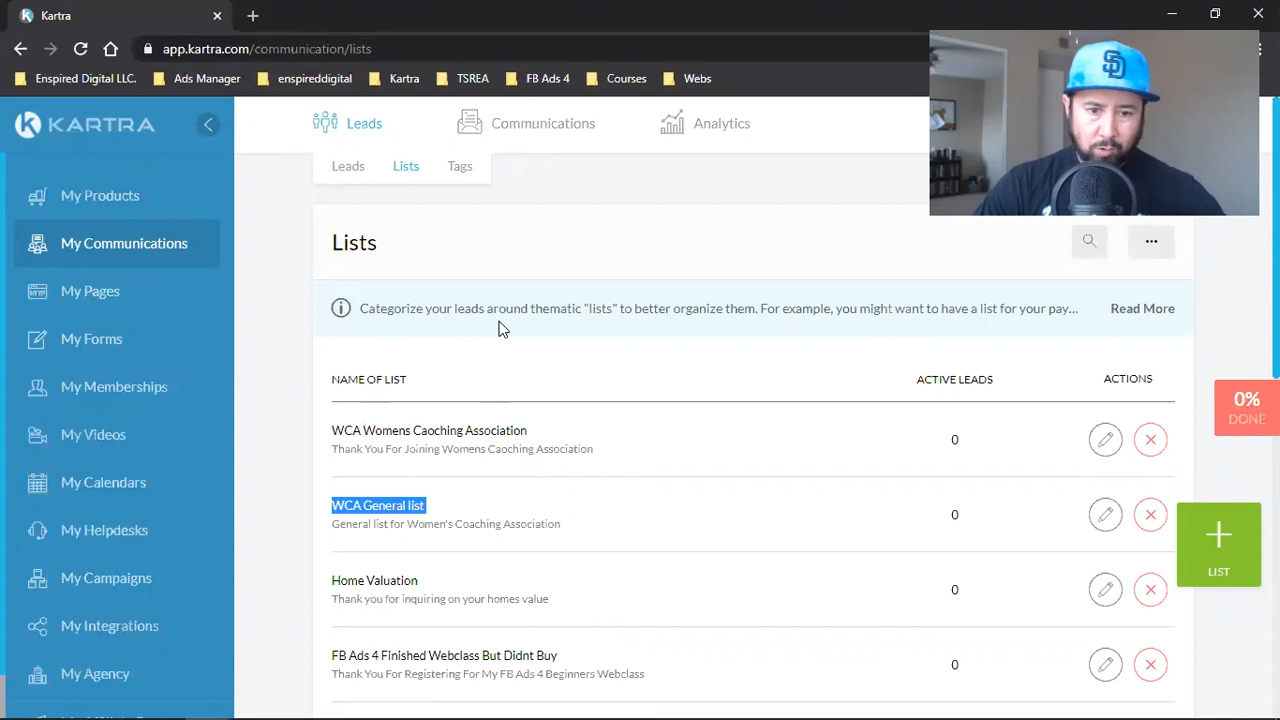 Kartra
app.kartra.com/communication/lists
Enspired Digital LLC.
Ads Manager
enspireddigital
Kartra
TSREA
FB Ads 4
Courses
Webs
KARTRA
Leads
Communications
Analytics
Leads
Lists
Tags
SD
My Products
My Communications
My Pages
My Forms
My Memberships
My Videos
My Calendars
My Helpdesks
My Campaigns
My Integrations
My Agency
Lists
Categorize your leads around thematic "lists" to better organize them. For example, you might want to have a list for your pay...
Read More
NAME OF LIST
ACTIVE LEADS
ACTIONS
WCA Womens Caoching Association
0
Thank You For Joining Womens Caoching Association
WCA General list
0
General list for Women's Coaching Association
Home Valuation
0
Thank you for inquiring on your homes value
FB Ads 4 Finished Webclass But Didnt Buy
0
Thank You For Registering For My FB Ads 4 Beginners Webclass
0%
DONE
LIST